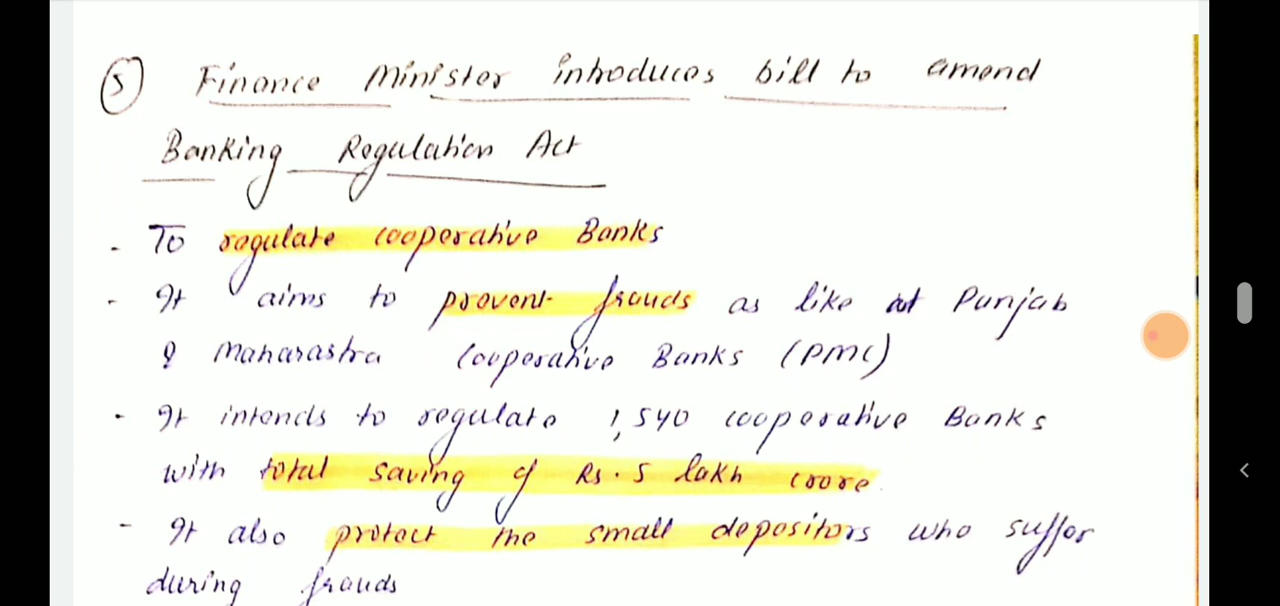 5 Finance Minister introduces bill to amend
Banking Regulation Act
- To regulate cooperative Banks
- It aims to prevent frauds as like at Punjab
& Maharastra Cooperative Banks (PMC)
- It intends to regulate 1,540 cooperative Banks
with total saving of Rs. 5 lakh crore.
- It also protect the small depositors who suffer
during frauds